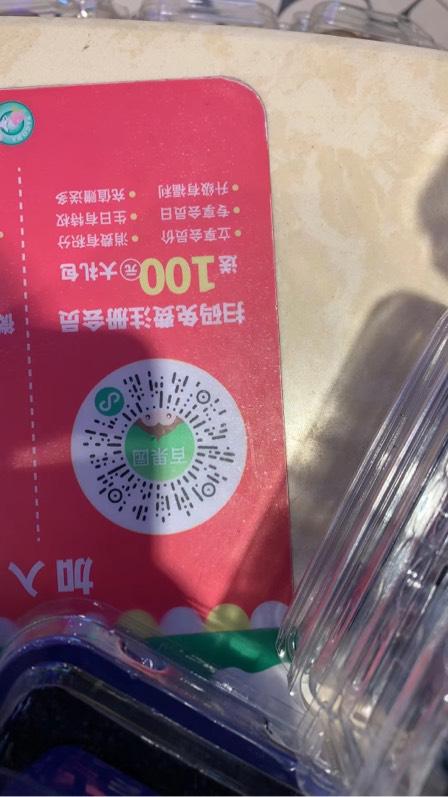 加入
百果园
扫码免费注册会员
送100元大礼包
立享会员价 消费有积分
专享会员日 生日有特权
升级有福利 充值赠送多